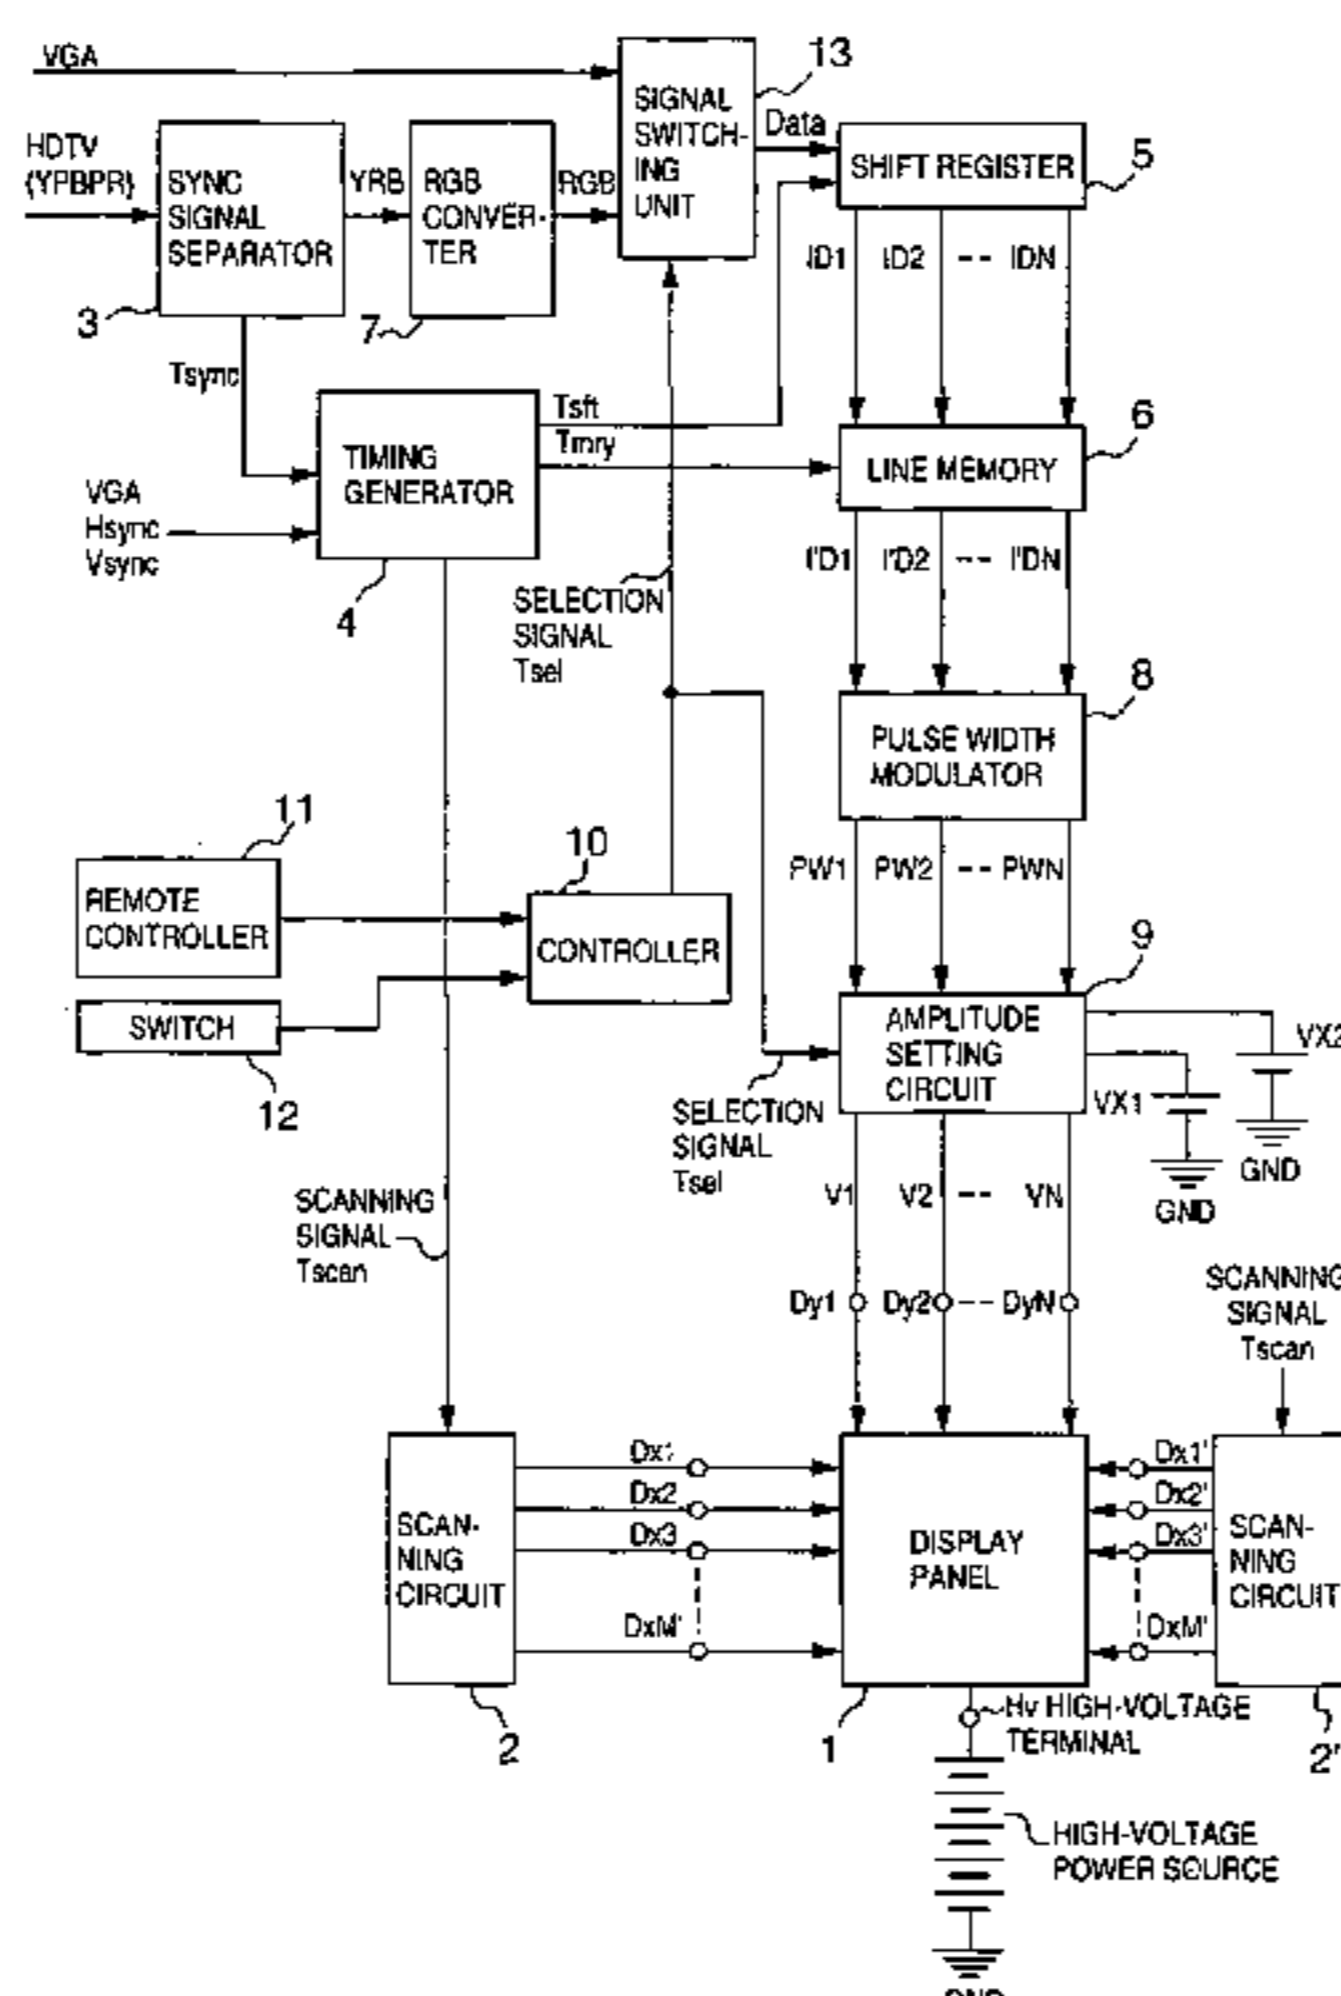 VGA
13
SIGNAL
SWITCH-
ING
UNIT
Data
HDTV
(YPBPR)
SYNC
SIGNAL
SEPARATOR
YRB
RGB
CONVER-
TER
RGB
SHIFT REGISTER
5
3
7
ID1 ID2 -- IDN
Tsync
Tsft
Tmry
TIMING
GENERATOR
6
LINE MEMORY
VGA
Hsync
Vsync
4
I'D1 I'D2 -- I'DN
SELECTION
SIGNAL
Tsel
8
PULSE WIDTH
MODULATOR
11
10
PW1 PW2 -- PWN
REMOTE
CONTROLLER
CONTROLLER
9
SWITCH
12
AMPLITUDE
SETTING
CIRCUIT
VX2
VX1
GND
GND
SELECTION
SIGNAL
Tsel
SCANNING
SIGNAL
Tscan
V1 V2 -- VN
SCANNING
SIGNAL
Tscan
Dy1 Dy2 -- DyN
Dx1
Dx2
Dx3
DxM'
SCAN-
NING
CIRCUIT
DISPLAY
PANEL
Dx1'
Dx2'
Dx3'
DxM'
SCAN-
NING
CIRCUIT
2
1
2'
Hv HIGH-VOLTAGE
TERMINAL
HIGH-VOLTAGE
POWER SOURCE